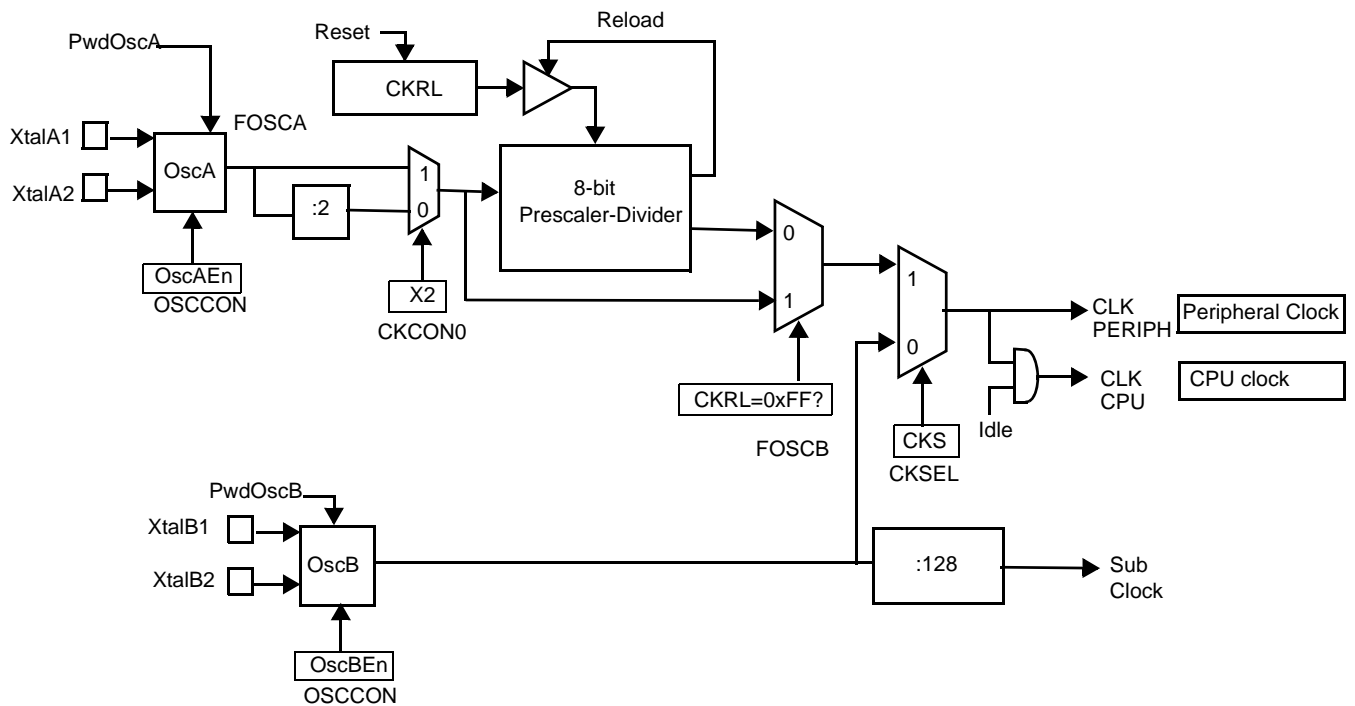 Reload
Reset
PwdOscA
CKRL
FOSCA
XtalA1
OscA
XtalA2
:2
1
0
8-bit
Prescaler-Divider
0
1
OscAEn
OSCCON
X2
CKCON0
1
0
CLK
PERIPH
Peripheral Clock
CKRL=0xFF?
CLK
CPU
CPU clock
Idle
FOSCB
CKS
CKSEL
PwdOscB
XtalB1
OscB
XtalB2
:128
Sub
Clock
OscBEn
OSCCON